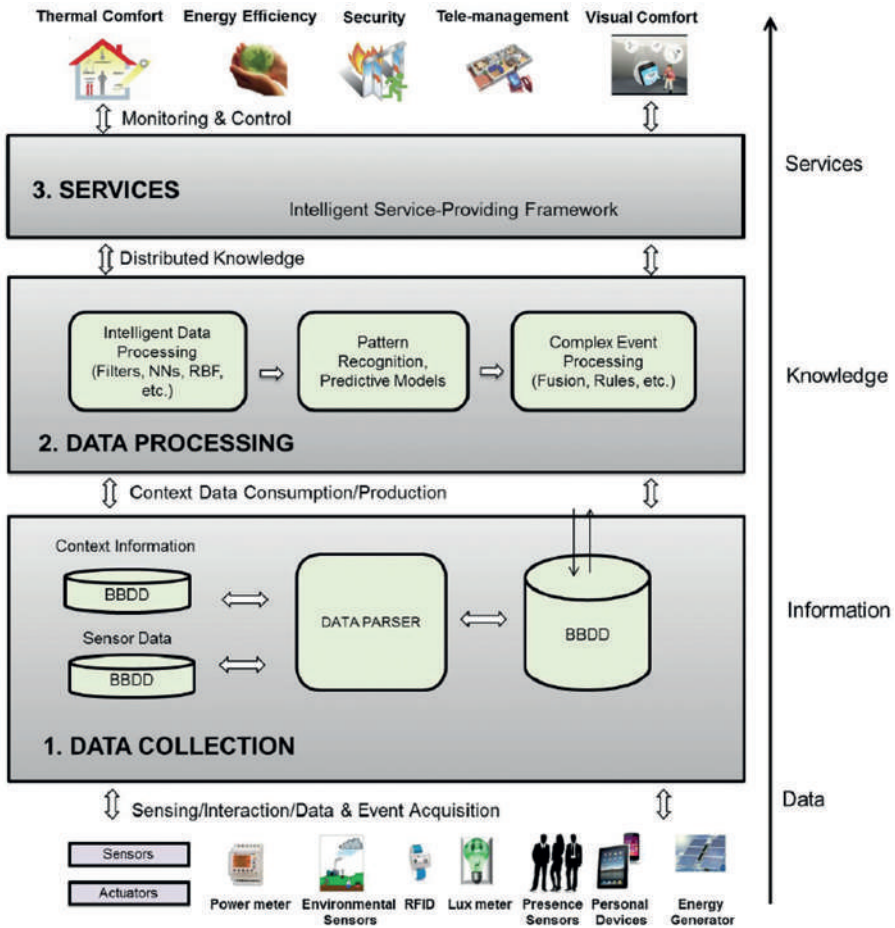 Thermal Comfort Energy Efficiency Security Tele-management Visual Comfort
Monitoring & Control
3. SERVICES
Intelligent Service-Providing Framework
Services
Distributed Knowledge
Intelligent Data
Processing
(Filters, NNs, RBF,
etc.)
Pattern
Recognition,
Predictive Models
Complex Event
Processing
(Fusion, Rules, etc.)
Knowledge
2. DATA PROCESSING
Context Data Consumption/Production
Context Information
BBDD
Sensor Data
BBDD
DATA PARSER
BBDD
Information
1. DATA COLLECTION
Data
Sensing/Interaction/Data & Event Acquisition
Sensors
Actuators
Power meter
Environmental
Sensors
RFID
Lux meter
Presence
Sensors
Personal
Devices
Energy
Generator